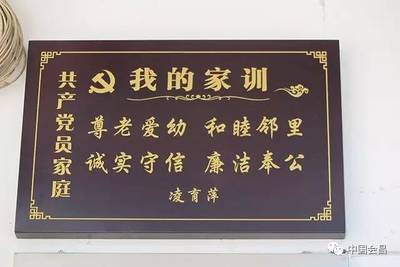 共产党员家庭
我的家训
尊老爱幼 和睦邻里
诚实守信 廉洁奉公
凌育萍
中国会昌